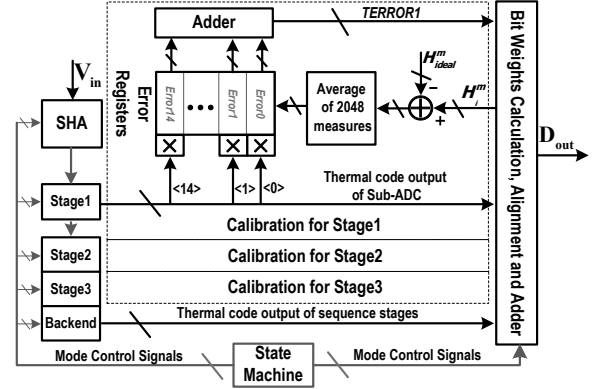 Adder
TERROR1
H^m_ideal
−
H^m_i
+
V_in
SHA
Error
Registers
Error14
•••
Error1
Error0
Average
of 2048
measures
<14>
<1>
<0>
Bit Weights Calculation, Alignment and Adder
D_out
Stage1
Thermal code output
of Sub-ADC
Calibration for Stage1
Stage2
Calibration for Stage2
Stage3
Calibration for Stage3
Backend
Thermal code output of sequence stages
Mode Control Signals
State
Machine
Mode Control Signals